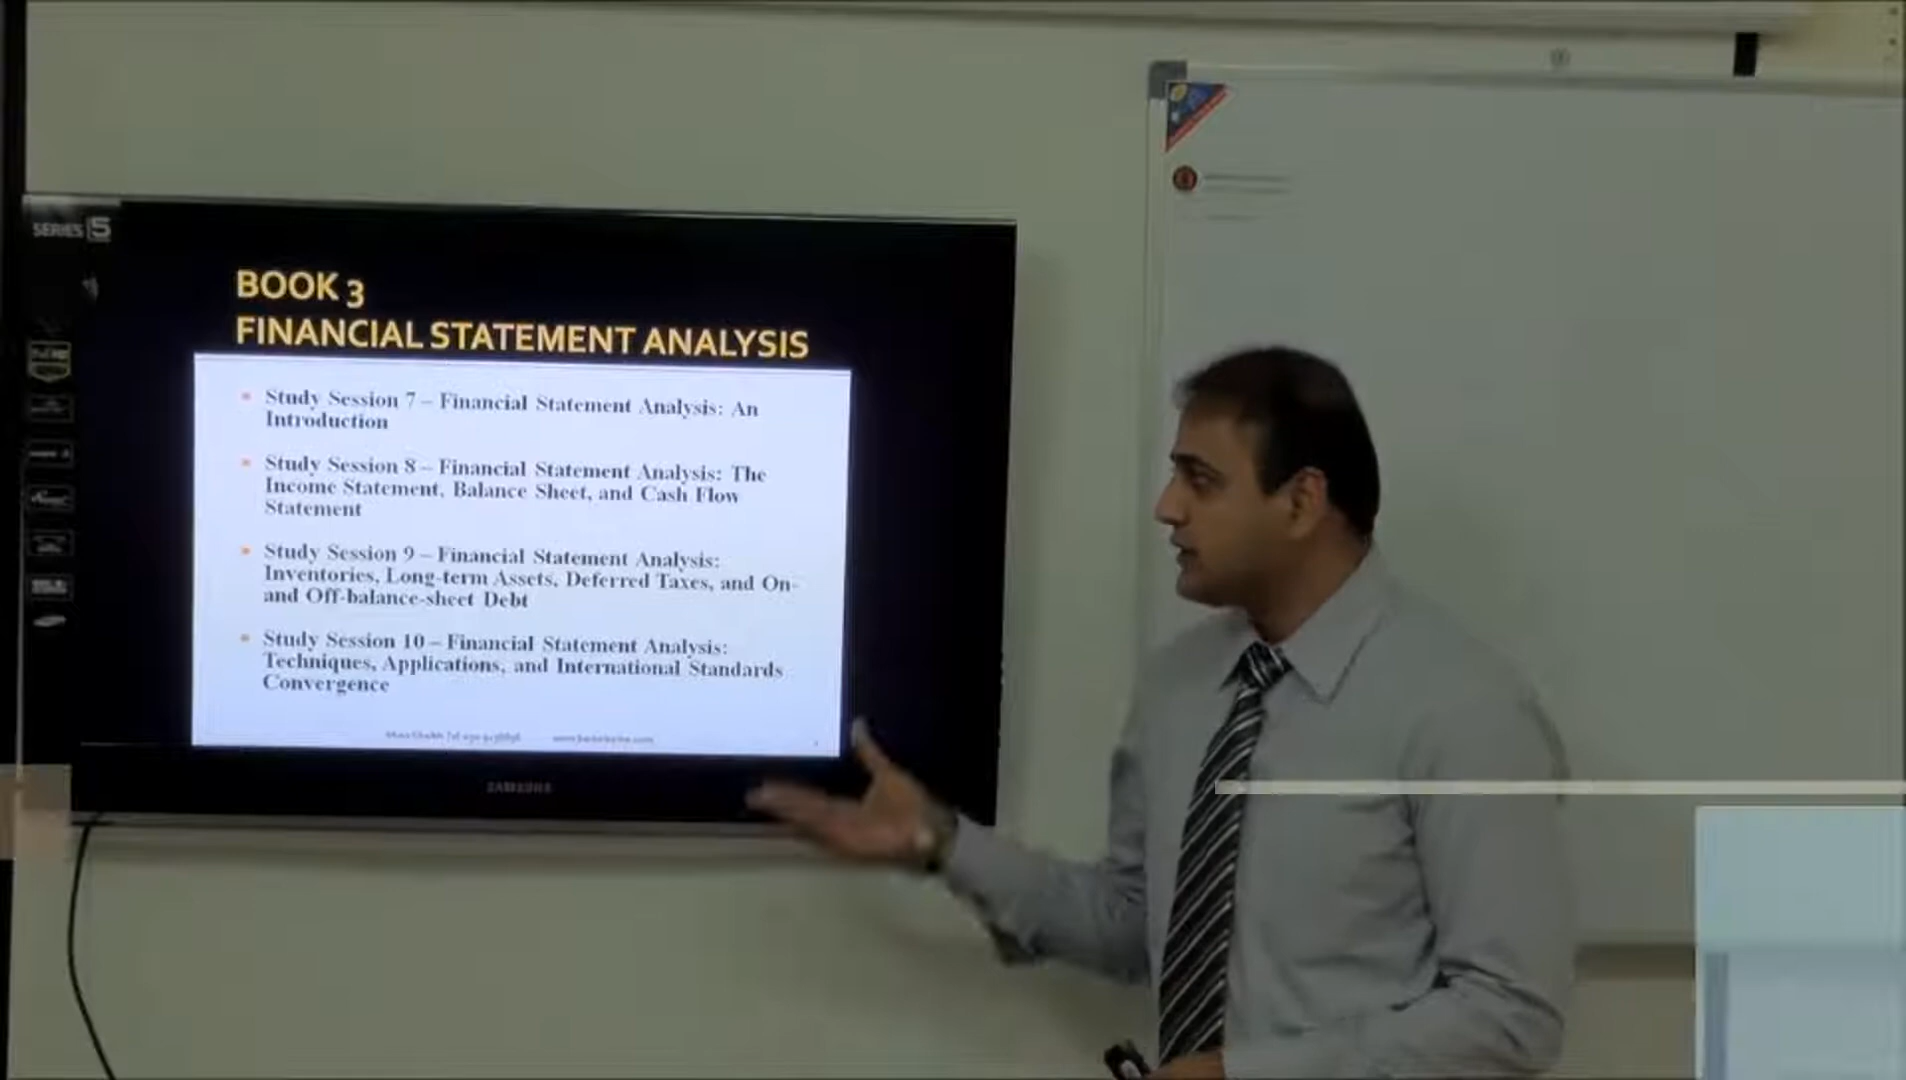 SERIES 5
BOOK 3
FINANCIAL STATEMENT ANALYSIS
Study Session 7 – Financial Statement Analysis: An
Introduction
Study Session 8 – Financial Statement Analysis: The
Income Statement, Balance Sheet, and Cash Flow
Statement
Study Session 9 – Financial Statement Analysis:
Inventories, Long-term Assets, Deferred Taxes, and On-
and Off-balance-sheet Debt
Study Session 10 – Financial Statement Analysis:
Techniques, Applications, and International Standards
Convergence
SAMSUNG